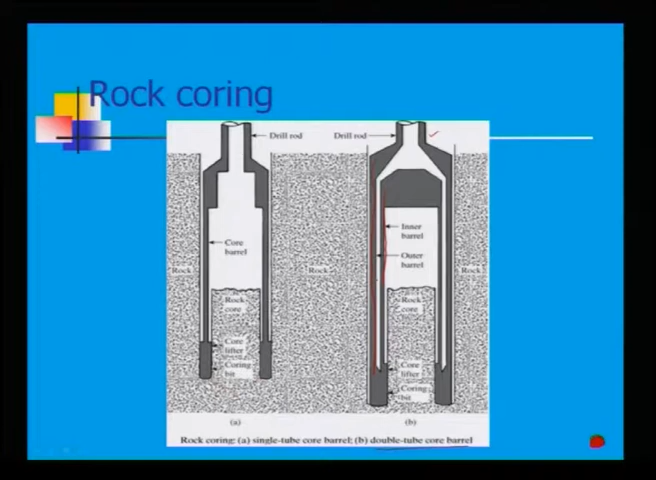 Rock coring
Drill rod
Drill rod
Core
barrel
Inner
barrel
Outer
barrel
Rock
Rock
Rock
Rock
core
Rock
core
Core
lifter
Coring
bit
Core
lifter
Coring
bit
(a)
(b)
Rock coring: (a) single-tube core barrel; (b) double-tube core barrel